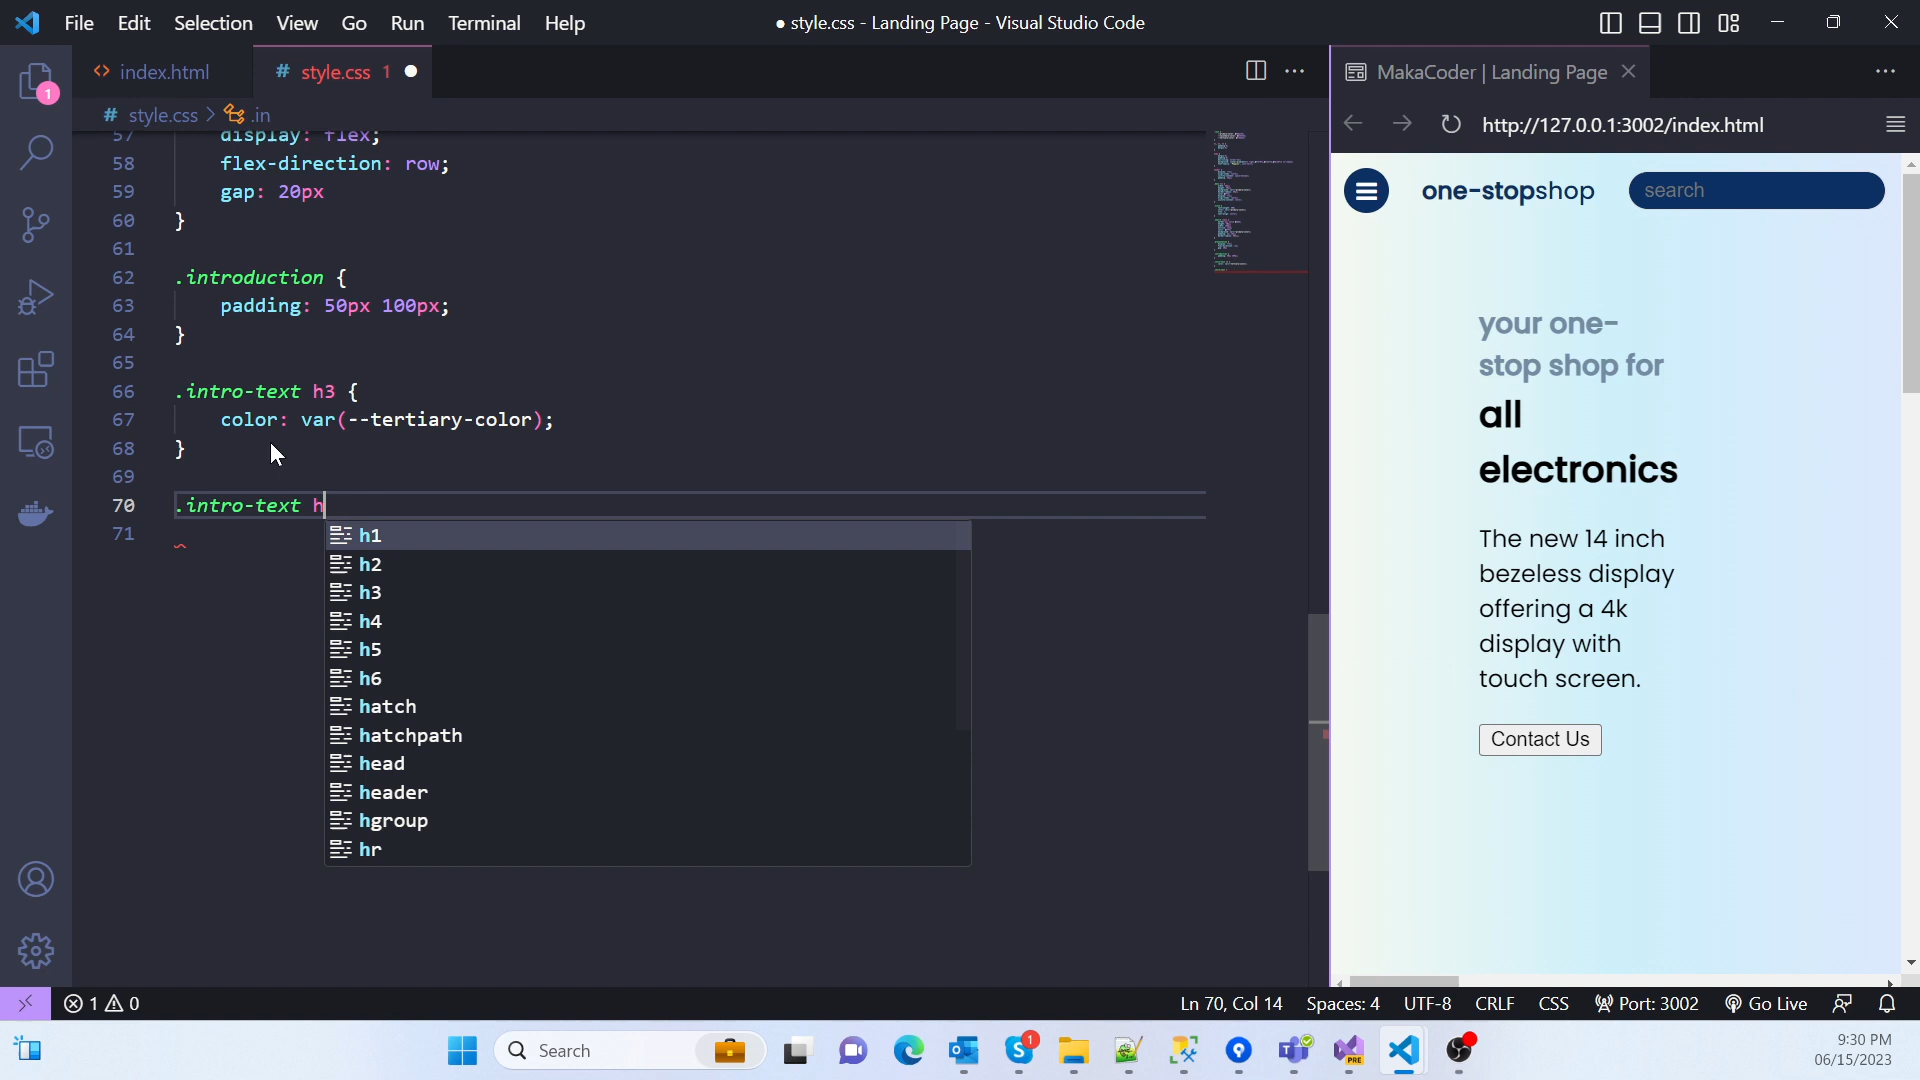 File Edit Selection View Go Run Terminal Help
● style.css - Landing Page - Visual Studio Code
index.html
# style.css 1 ●
MakaCoder | Landing Page
# style.css > .in
http://127.0.0.1:3002/index.html
57 display: flex;
58 flex-direction: row;
59 gap: 20px
60 }
61
62 .introduction {
63 padding: 50px 100px;
64 }
65
66 .intro-text h3 {
67 color: var(--tertiary-color);
68 }
69
70 .intro-text h
71
h1
h2
h3
h4
h5
h6
hatch
hatchpath
head
header
hgroup
hr
1
one-stopshop
search
your one-
stop shop for
all
electronics
The new 14 inch
bezeless display
offering a 4k
display with
touch screen.
Contact Us
1 0
Ln 70, Col 14 Spaces: 4 UTF-8 CRLF CSS Port: 3002 Go Live
Search
1
PRE
9:30 PM
06/15/2023